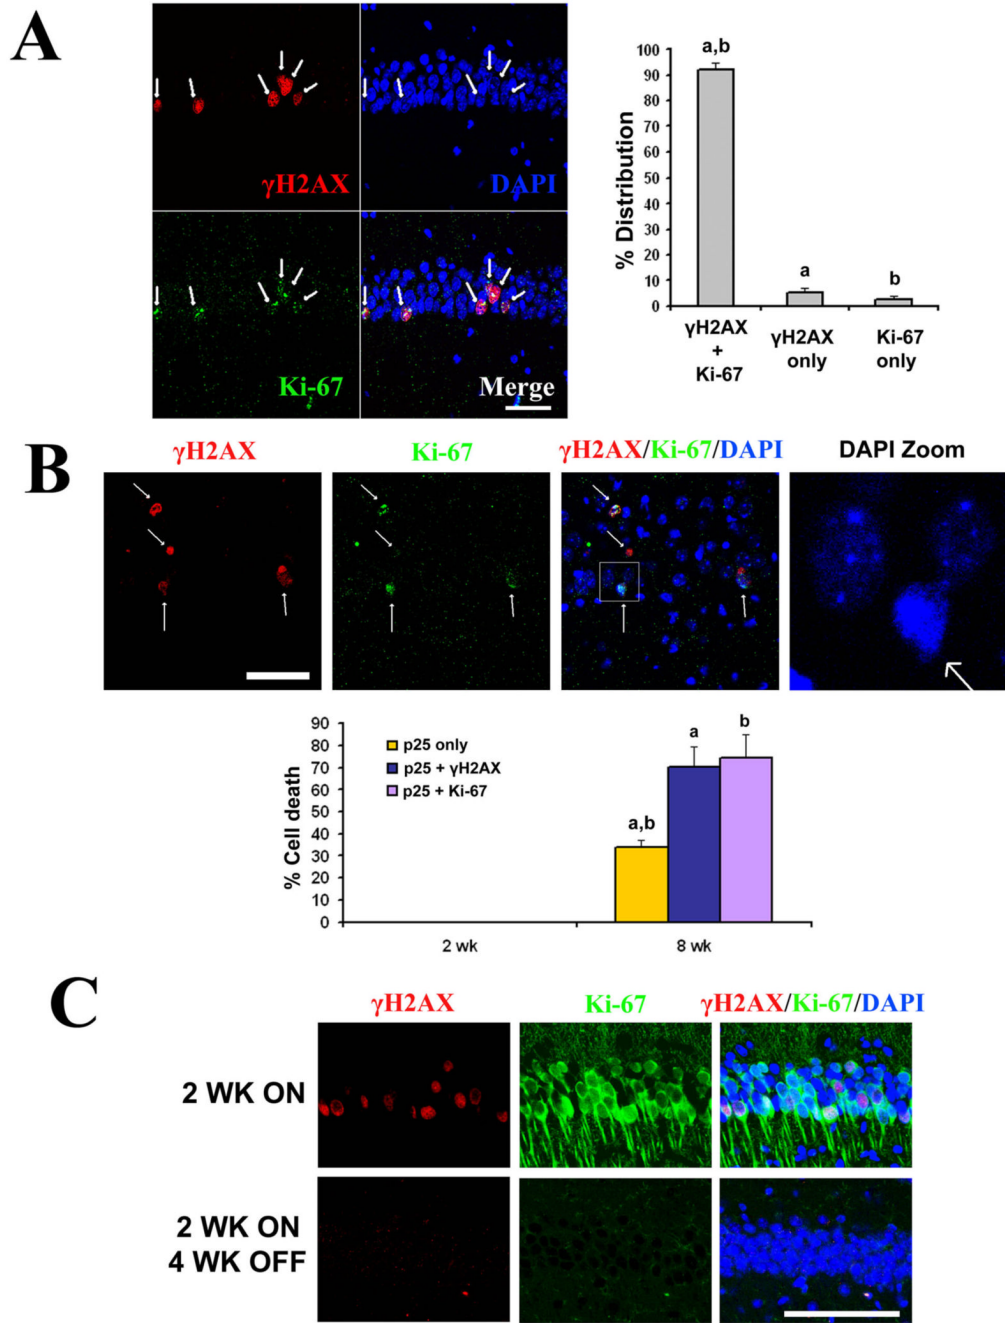 A
γH2AX
DAPI
Ki-67
Merge
% Distribution
100
90
80
70
60
50
40
30
20
10
0
a,b
a
b
γH2AX
+
Ki-67
γH2AX
only
Ki-67
only
B
γH2AX
Ki-67
γH2AX/Ki-67/DAPI
DAPI Zoom
% Cell death
90
80
70
60
50
40
30
20
10
0
p25 only
p25 + γH2AX
p25 + Ki-67
a,b
a
b
2 wk
8 wk
C
γH2AX
Ki-67
γH2AX/Ki-67/DAPI
2 WK ON
2 WK ON
4 WK OFF